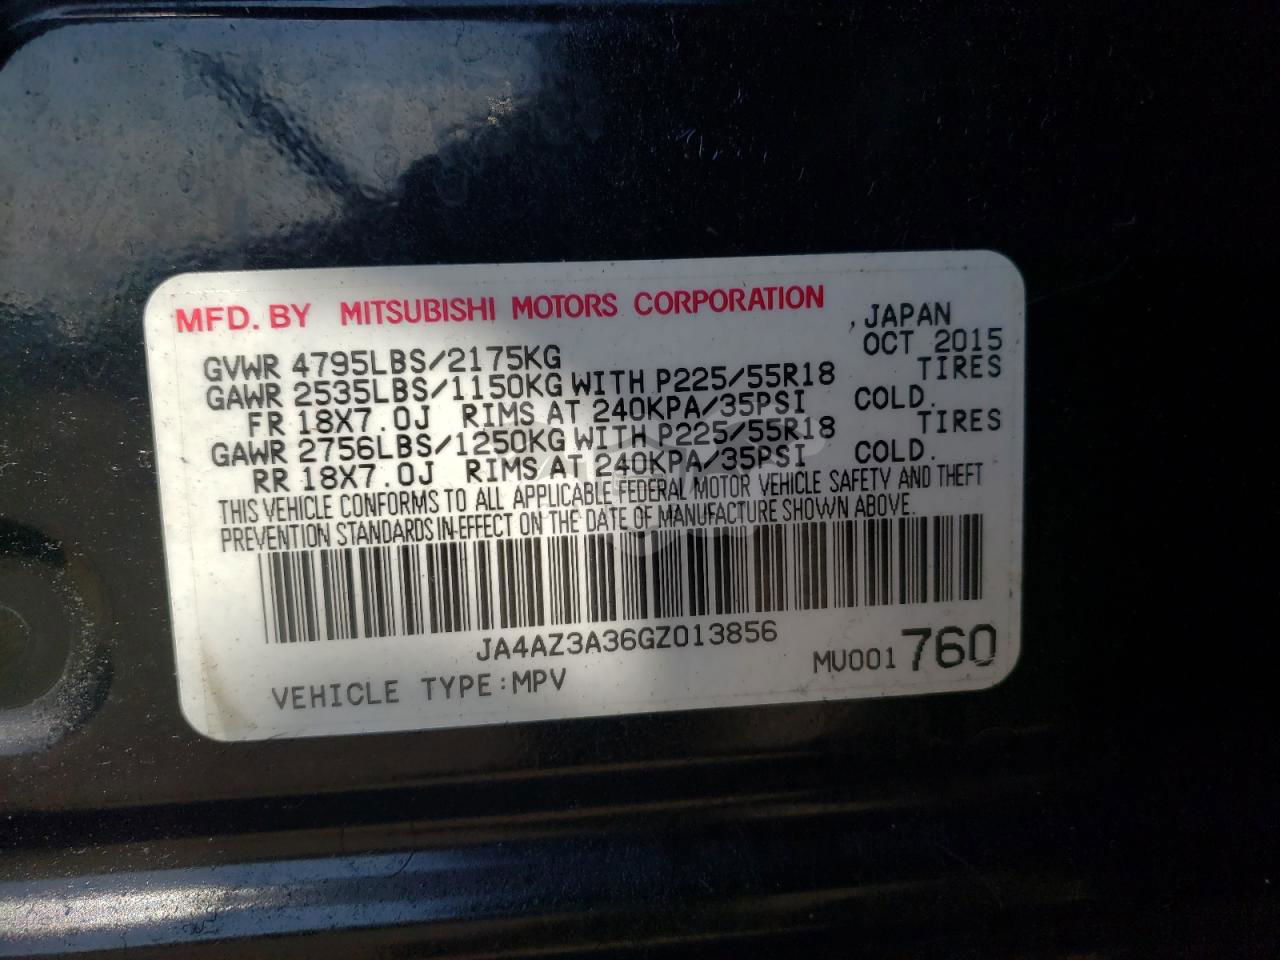 MFD. BY MITSUBISHI MOTORS CORPORATION , JAPAN
OCT 2015
GVWR 4795LBS/2175KG
GAWR 2535LBS/1150KG WITH P225/55R18 TIRES
FR 18X7.0J RIMS AT 240KPA/35PSI COLD.
GAWR 2756LBS/1250KG WITH P225/55R18 TIRES
RR 18X7.0J RIMS AT 240KPA/35PSI COLD.
THIS VEHICLE CONFORMS TO ALL APPLICABLE FEDERAL MOTOR VEHICLE SAFETY AND THEFT
PREVENTION STANDARDS IN-EFFECT ON THE DATE OF MANUFACTURE SHOWN ABOVE.
JA4AZ3A36GZ013856
VEHICLE TYPE:MPV MU001 760